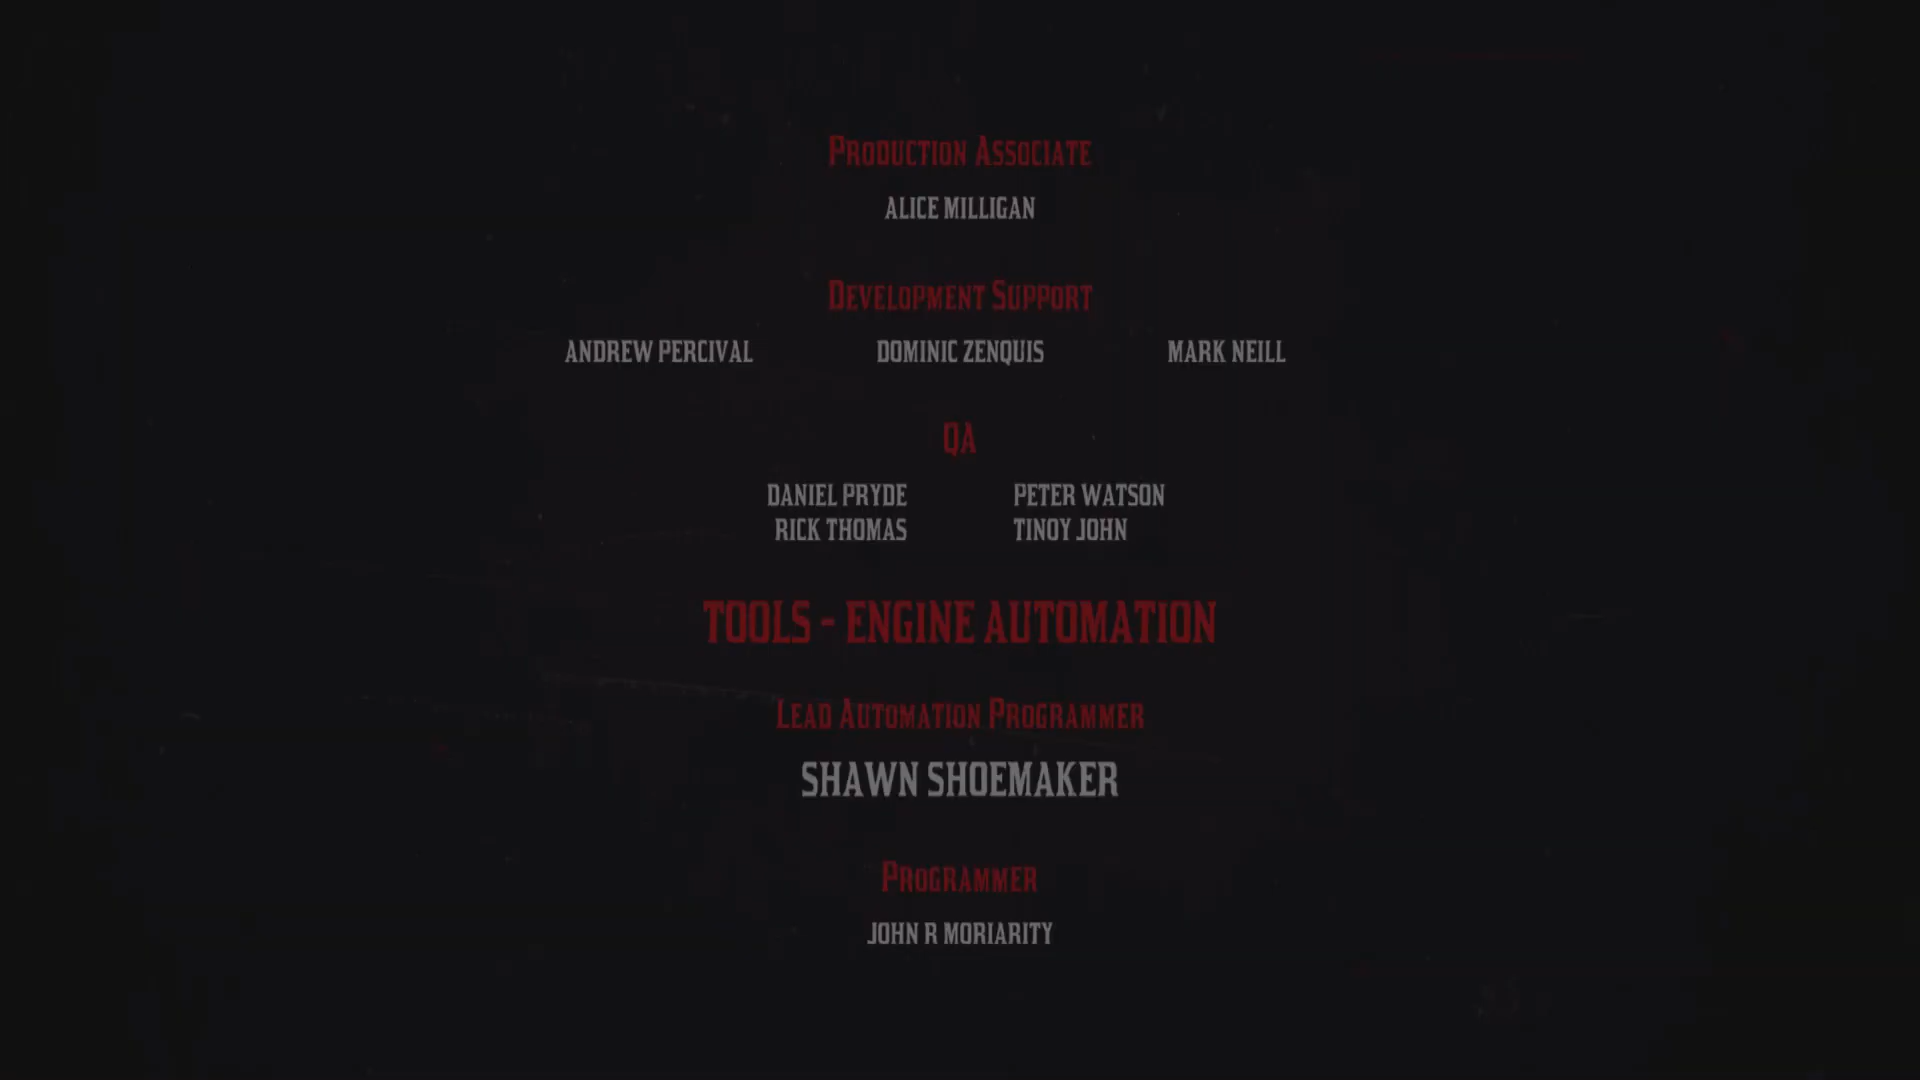 Production Associate
ALICE MILLIGAN
Development Support
ANDREW PERCIVAL DOMINIC ZENQUIS MARK NEILL
QA
DANIEL PRYDE PETER WATSON
RICK THOMAS TINOY JOHN
TOOLS - ENGINE AUTOMATION
Lead Automation Programmer
SHAWN SHOEMAKER
Programmer
JOHN R MORIARITY